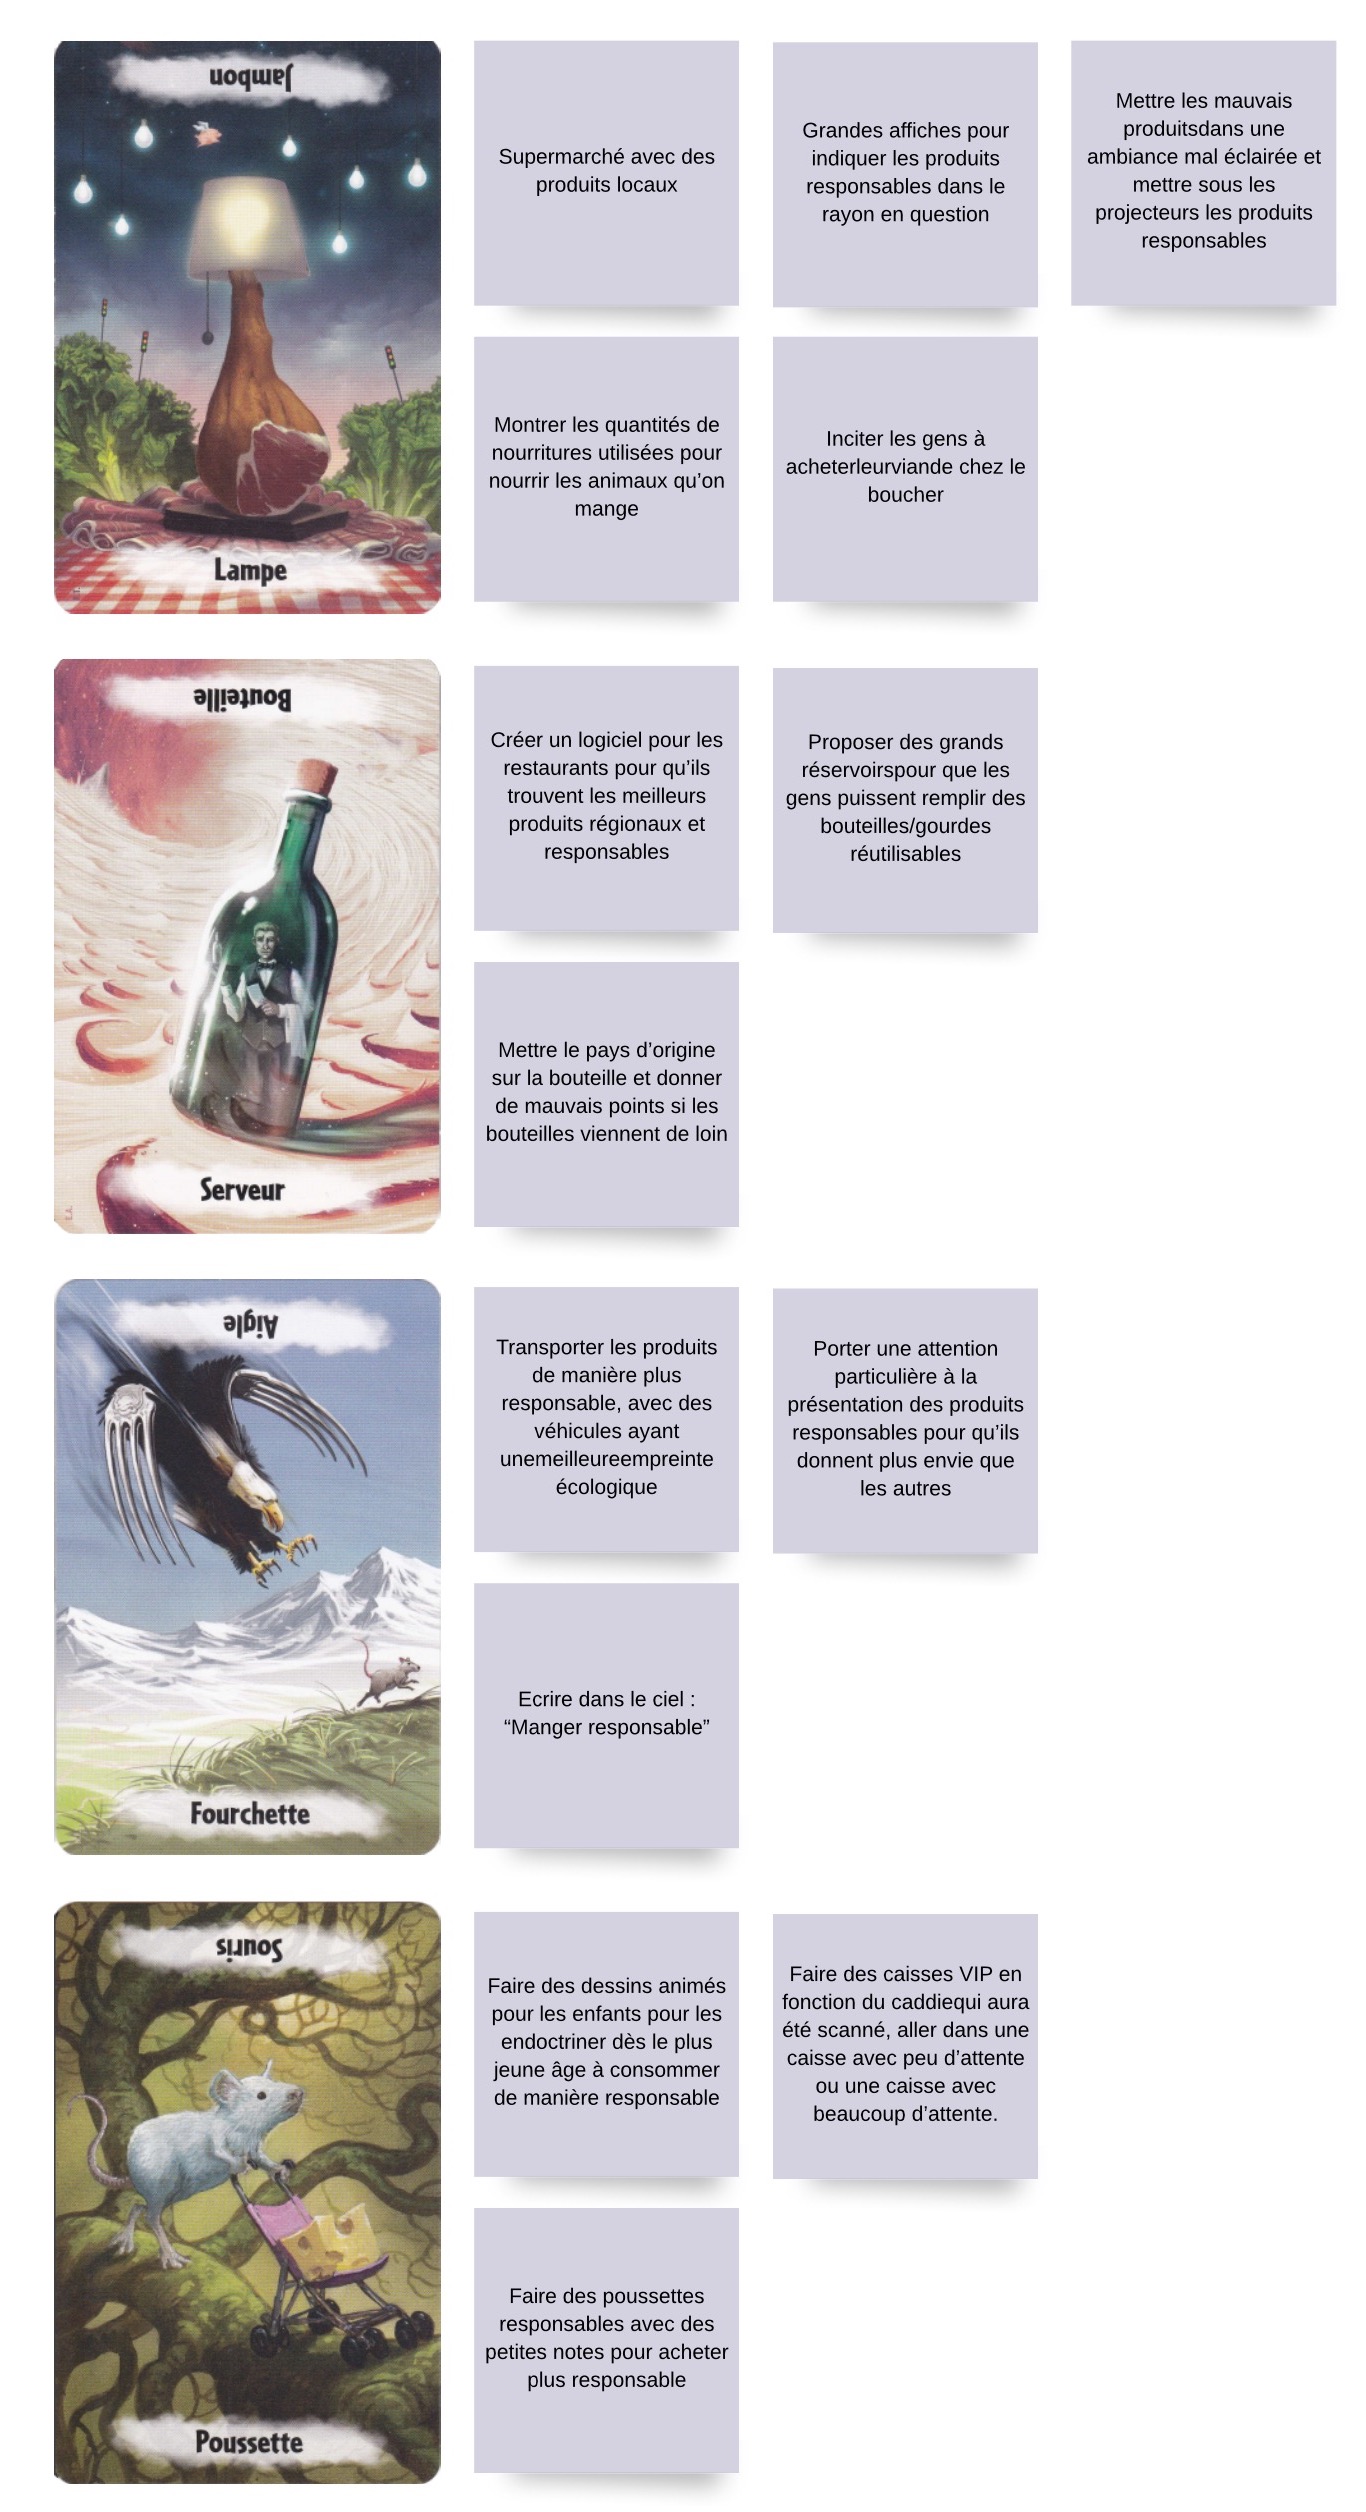 Jambon
Lampe
Supermarché avec des
produits locaux
Grandes affiches pour
indiquer les produits
responsables dans le
rayon en question
Mettre les mauvais
produitsdans une
ambiance mal éclairée et
mettre sous les
projecteurs les produits
responsables
Montrer les quantités de
nourritures utilisées pour
nourrir les animaux qu’on
mange
Inciter les gens à
acheterleurviande chez le
boucher
Bouteille
Serveur
Créer un logiciel pour les
restaurants pour qu’ils
trouvent les meilleurs
produits régionaux et
responsables
Proposer des grands
réservoirspour que les
gens puissent remplir des
bouteilles/gourdes
réutilisables
Mettre le pays d’origine
sur la bouteille et donner
de mauvais points si les
bouteilles viennent de loin
Aigle
Fourchette
Transporter les produits
de manière plus
responsable, avec des
véhicules ayant
unemeilleureempreinte
écologique
Porter une attention
particulière à la
présentation des produits
responsables pour qu’ils
donnent plus envie que
les autres
Ecrire dans le ciel :
“Manger responsable”
Souris
Poussette
Faire des dessins animés
pour les enfants pour les
endoctriner dès le plus
jeune âge à consommer
de manière responsable
Faire des caisses VIP en
fonction du caddiequi aura
été scanné, aller dans une
caisse avec peu d’attente
ou une caisse avec
beaucoup d’attente.
Faire des poussettes
responsables avec des
petites notes pour acheter
plus responsable